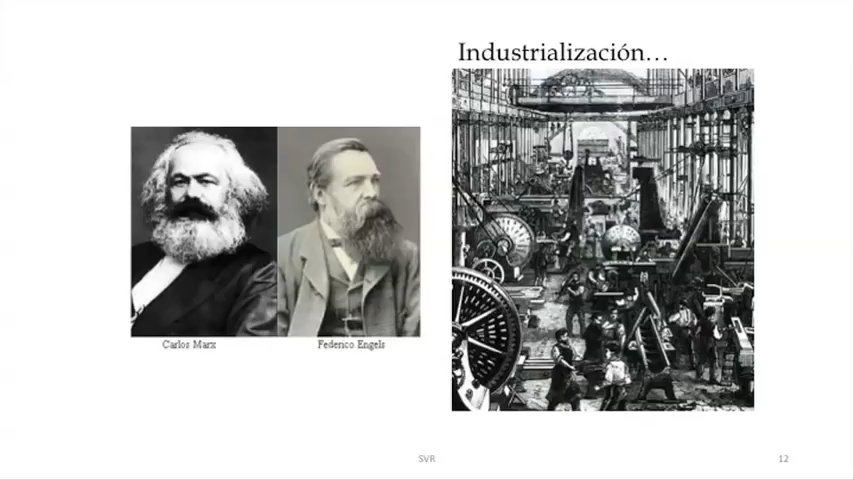 Industrialización…
Carlos Marx
Federico Engels
SVR
12